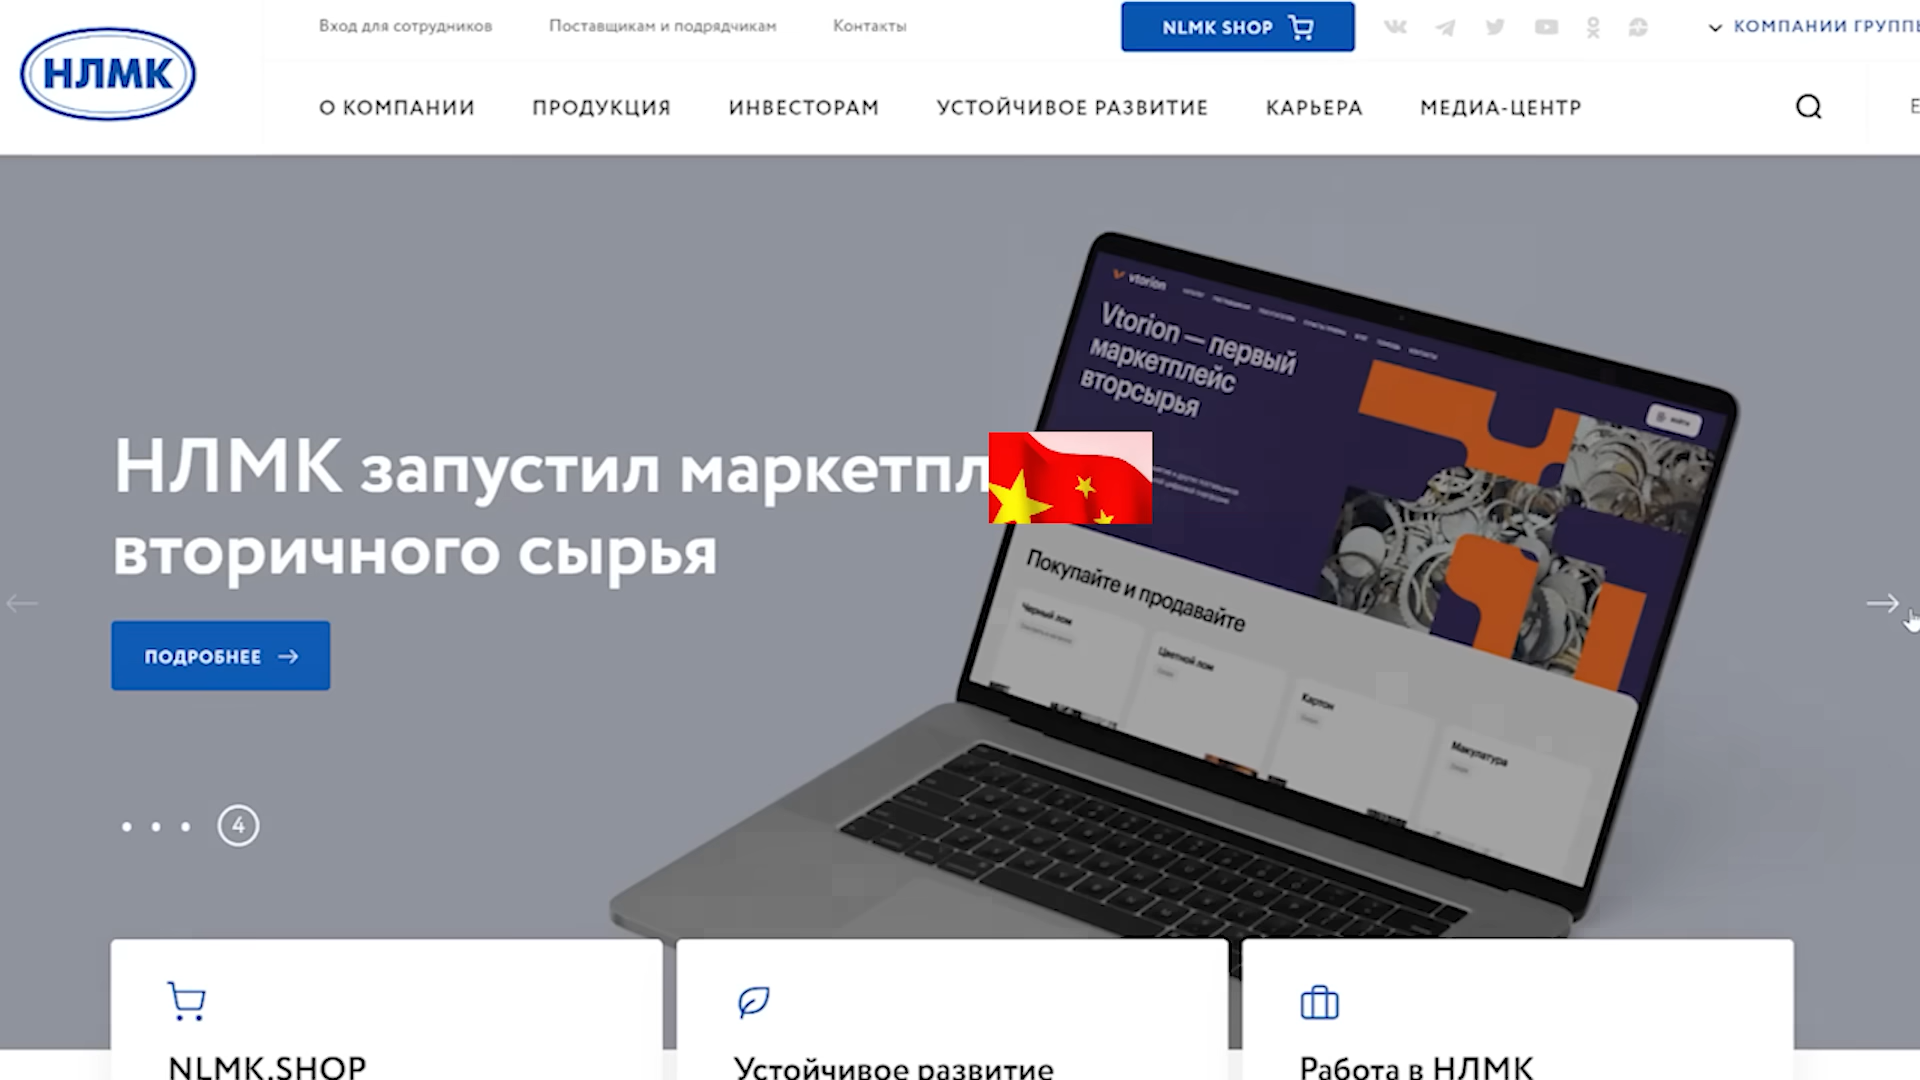 Вход для сотрудников
Поставщикам и подрядчикам
Контакты
NLMK SHOP
КОМПАНИИ ГРУППЫ
НЛМК
О КОМПАНИИ
ПРОДУКЦИЯ
ИНВЕСТОРАМ
УСТОЙЧИВОЕ РАЗВИТИЕ
КАРЬЕРА
МЕДИА-ЦЕНТР
НЛМК запустил маркетпл
вторичного сырья
ПОДРОБНЕЕ
4
vtorion
Vtorion — первый
маркетплейс
вторсырья
Покупайте и продавайте
Черный лом
Цветной лом
Картон
Макулатура
NLMK.SHOP
Устойчивое развитие
Работа в НЛМК